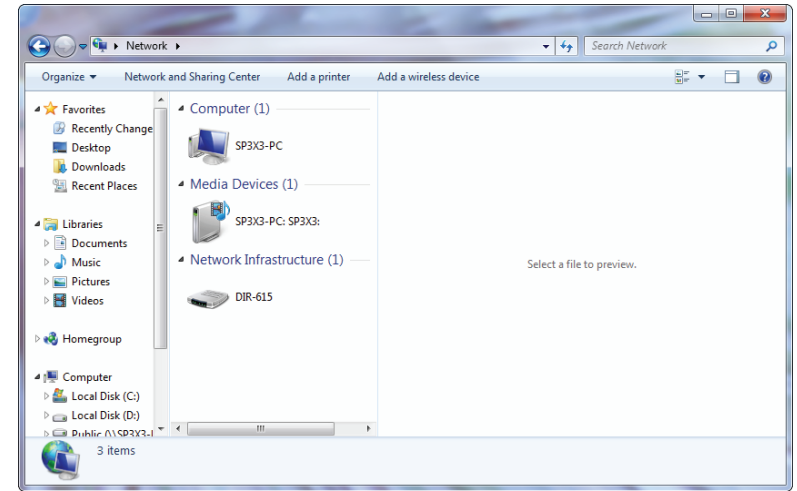 Network
Search Network
Organize
Network and Sharing Center
Add a printer
Add a wireless device
Favorites
Recently Change
Desktop
Downloads
Recent Places
Libraries
Documents
Music
Pictures
Videos
Homegroup
Computer
Local Disk (C:)
Local Disk (D:)
Public (\\SP3X3-
Computer (1)
SP3X3-PC
Media Devices (1)
SP3X3-PC: SP3X3:
Network Infrastructure (1)
DIR-615
Select a file to preview.
3 items